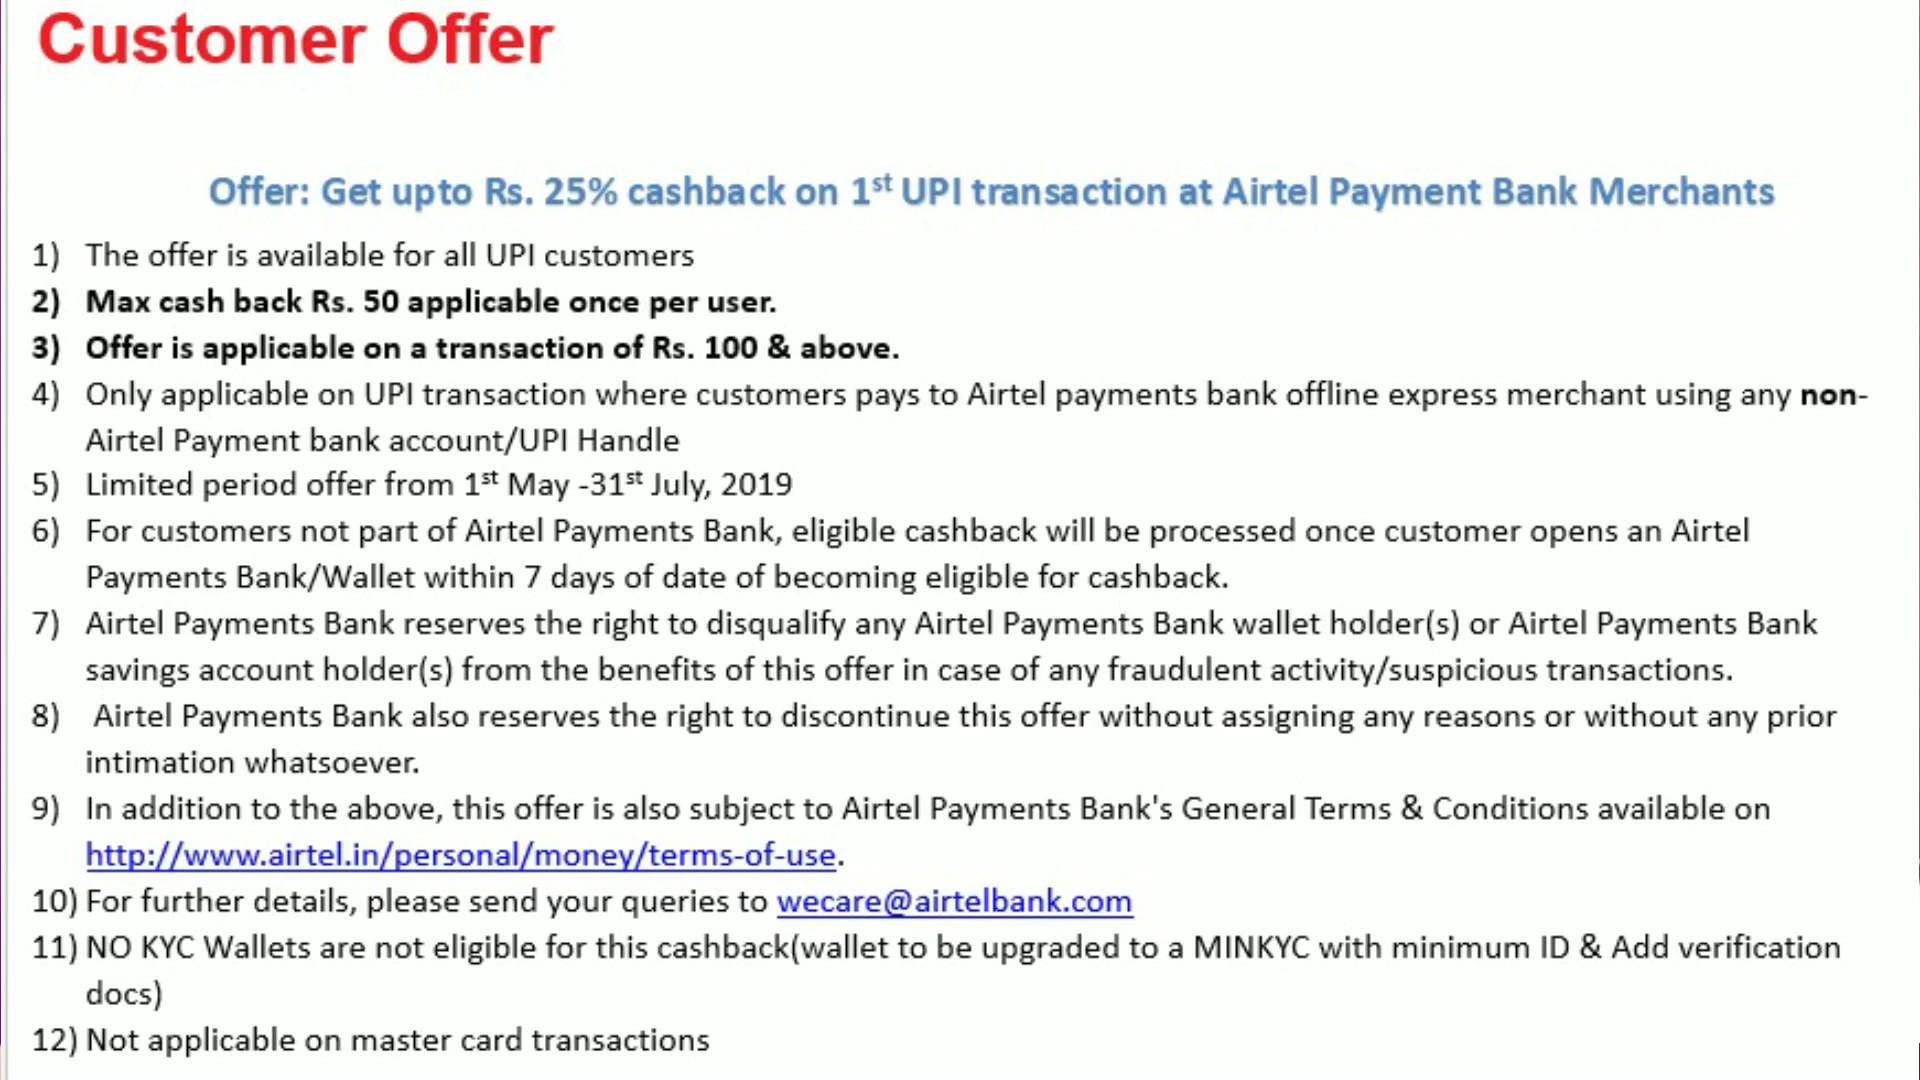 Customer Offer
Offer: Get upto Rs. 25% cashback on 1st UPI transaction at Airtel Payment Bank Merchants
1) The offer is available for all UPI customers
2) Max cash back Rs. 50 applicable once per user.
3) Offer is applicable on a transaction of Rs. 100 & above.
4) Only applicable on UPI transaction where customers pays to Airtel payments bank offline express merchant using any non-
Airtel Payment bank account/UPI Handle
5) Limited period offer from 1st May -31st July, 2019
6) For customers not part of Airtel Payments Bank, eligible cashback will be processed once customer opens an Airtel
Payments Bank/Wallet within 7 days of date of becoming eligible for cashback.
7) Airtel Payments Bank reserves the right to disqualify any Airtel Payments Bank wallet holder(s) or Airtel Payments Bank
savings account holder(s) from the benefits of this offer in case of any fraudulent activity/suspicious transactions.
8) Airtel Payments Bank also reserves the right to discontinue this offer without assigning any reasons or without any prior
intimation whatsoever.
9) In addition to the above, this offer is also subject to Airtel Payments Bank's General Terms & Conditions available on
http://www.airtel.in/personal/money/terms-of-use.
10) For further details, please send your queries to wecare@airtelbank.com
11) NO KYC Wallets are not eligible for this cashback(wallet to be upgraded to a MINKYC with minimum ID & Add verification
docs)
12) Not applicable on master card transactions